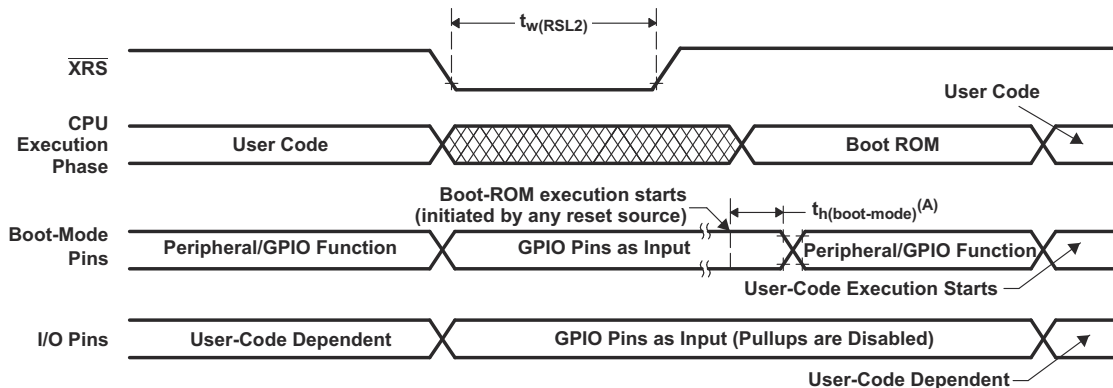 tw(RSL2)
XRS
User Code
CPU
Execution
Phase
User Code
Boot ROM
Boot-ROM execution starts
(initiated by any reset source)
th(boot-mode)(A)
Boot-Mode
Pins
Peripheral/GPIO Function
GPIO Pins as Input
Peripheral/GPIO Function
User-Code Execution Starts
I/O Pins
User-Code Dependent
GPIO Pins as Input (Pullups are Disabled)
User-Code Dependent